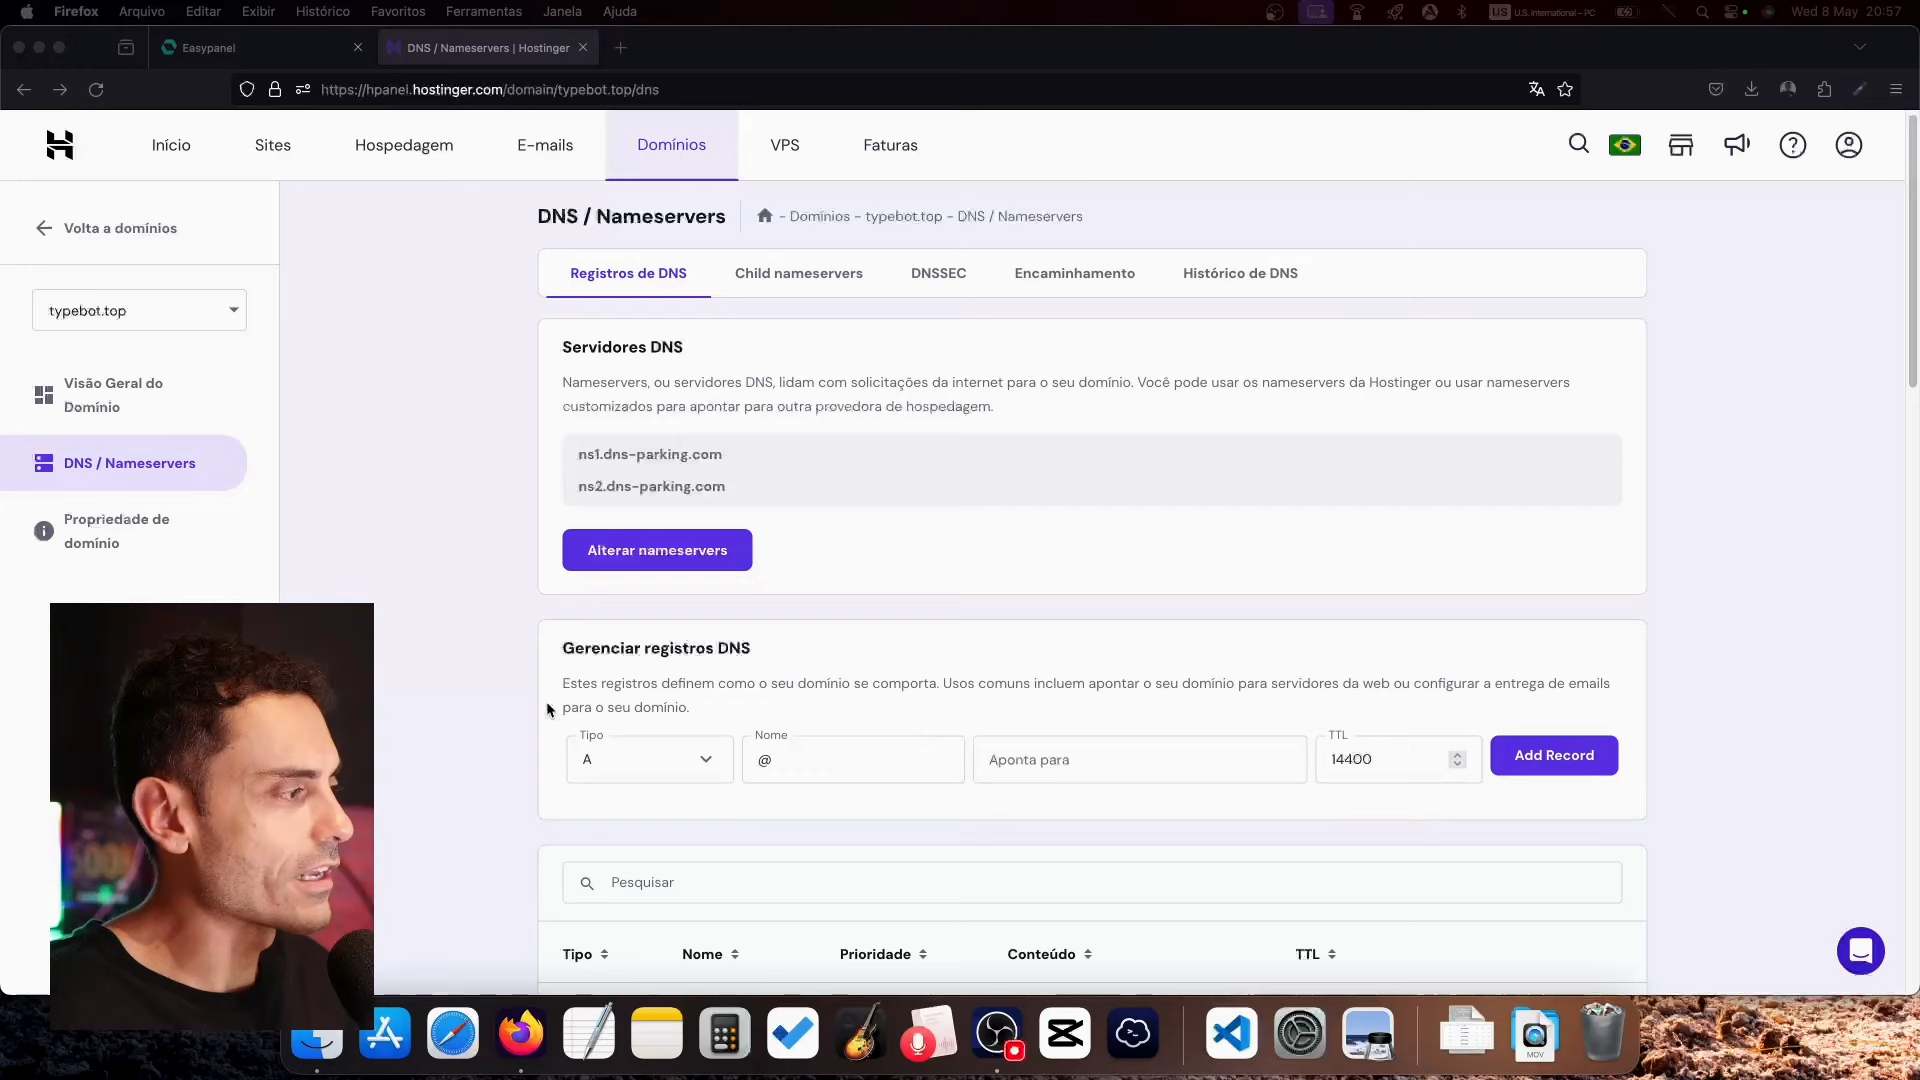 Firefox Arquivo Editar Exibir Histórico Favoritos Ferramentas Janela Ajuda
US U.S. International – PC Wed 8 May 20:57
Easypanel
DNS / Nameservers | Hostinger
https://hpanel.hostinger.com/domain/typebot.top/dns
Início Sites Hospedagem E-mails Domínios VPS Faturas
Volta a domínios
typebot.top
Visão Geral do
Domínio
DNS / Nameservers
Propriedade de
domínio
DNS / Nameservers
- Domínios - typebot.top - DNS / Nameservers
Registros de DNS Child nameservers DNSSEC Encaminhamento Histórico de DNS
Servidores DNS
Nameservers, ou servidores DNS, lidam com solicitações da internet para o seu domínio. Você pode usar os nameservers da Hostinger ou usar nameservers
customizados para apontar para outra provedora de hospedagem.
ns1.dns-parking.com
ns2.dns-parking.com
Alterar nameservers
Gerenciar registros DNS
Estes registros definem como o seu domínio se comporta. Usos comuns incluem apontar o seu domínio para servidores da web ou configurar a entrega de emails
para o seu domínio.
Tipo Nome TTL
A @ Aponta para 14400 Add Record
Pesquisar
Tipo Nome Prioridade Conteúdo TTL
MOV